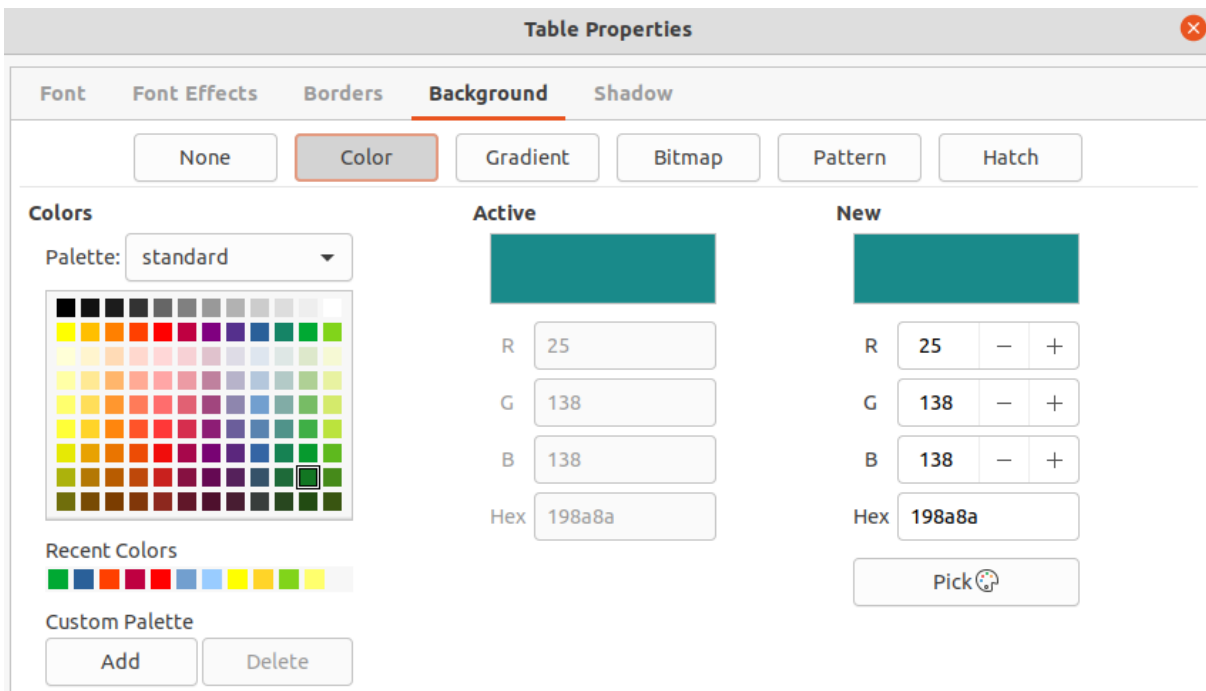 Table Properties
Font Font Effects Borders Background Shadow
None Color Gradient Bitmap Pattern Hatch
Colors
Palette: standard
Recent Colors
Custom Palette
Add Delete
Active
R 25
G 138
B 138
Hex 198a8a
New
R 25 − +
G 138 − +
B 138 − +
Hex 198a8a
Pick